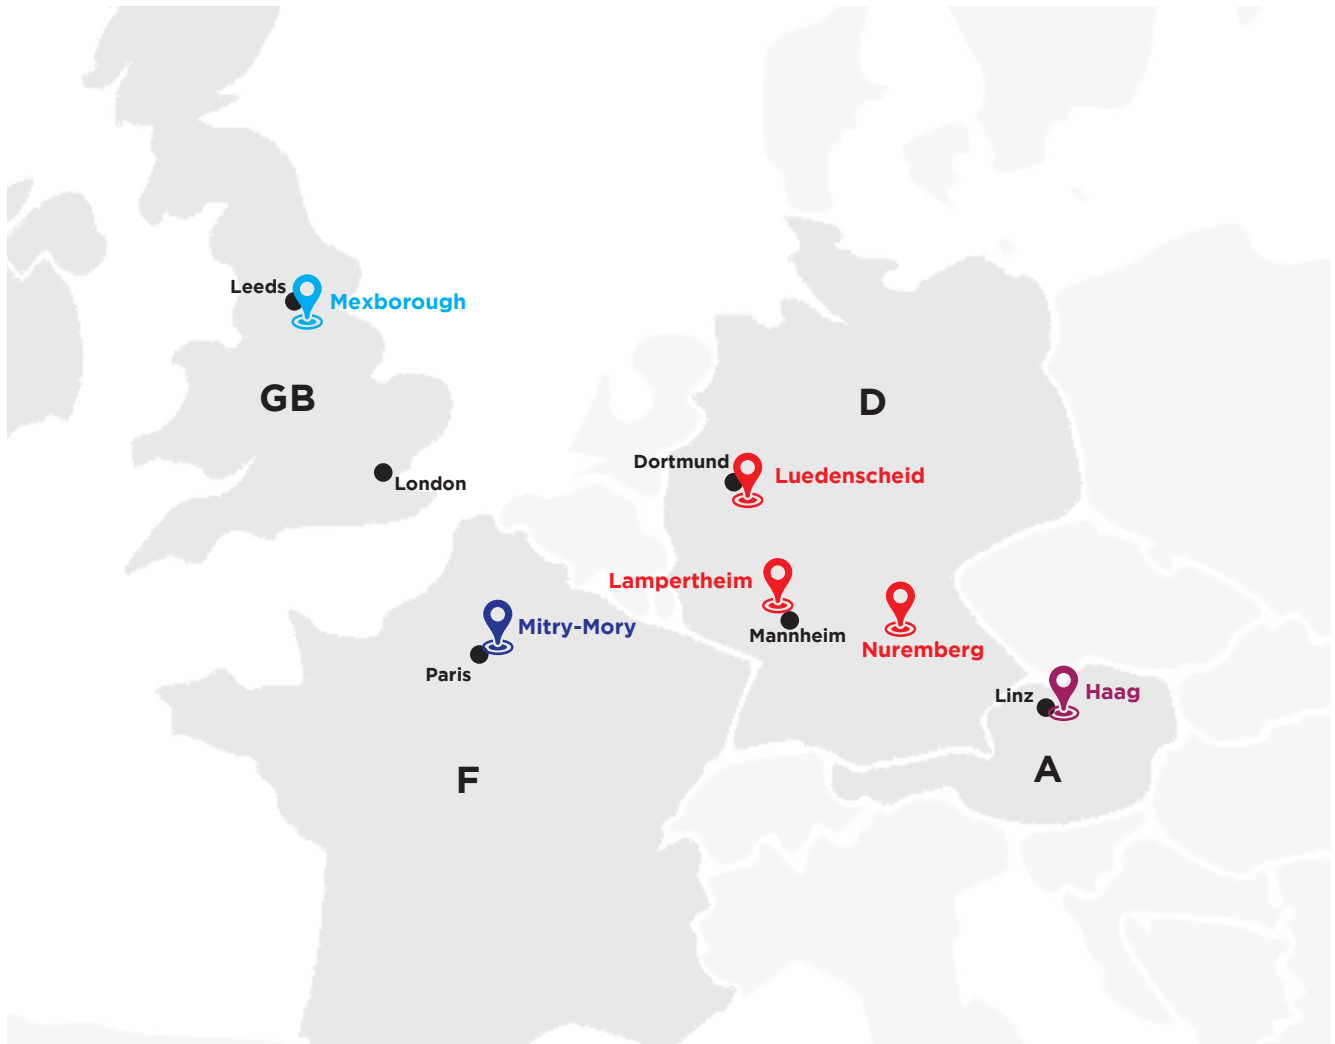 Leeds
Mexborough
GB
D
Dortmund
Luedenscheid
London
Lampertheim
Mitry-Mory
Mannheim
Nuremberg
Paris
Linz
Haag
A
F